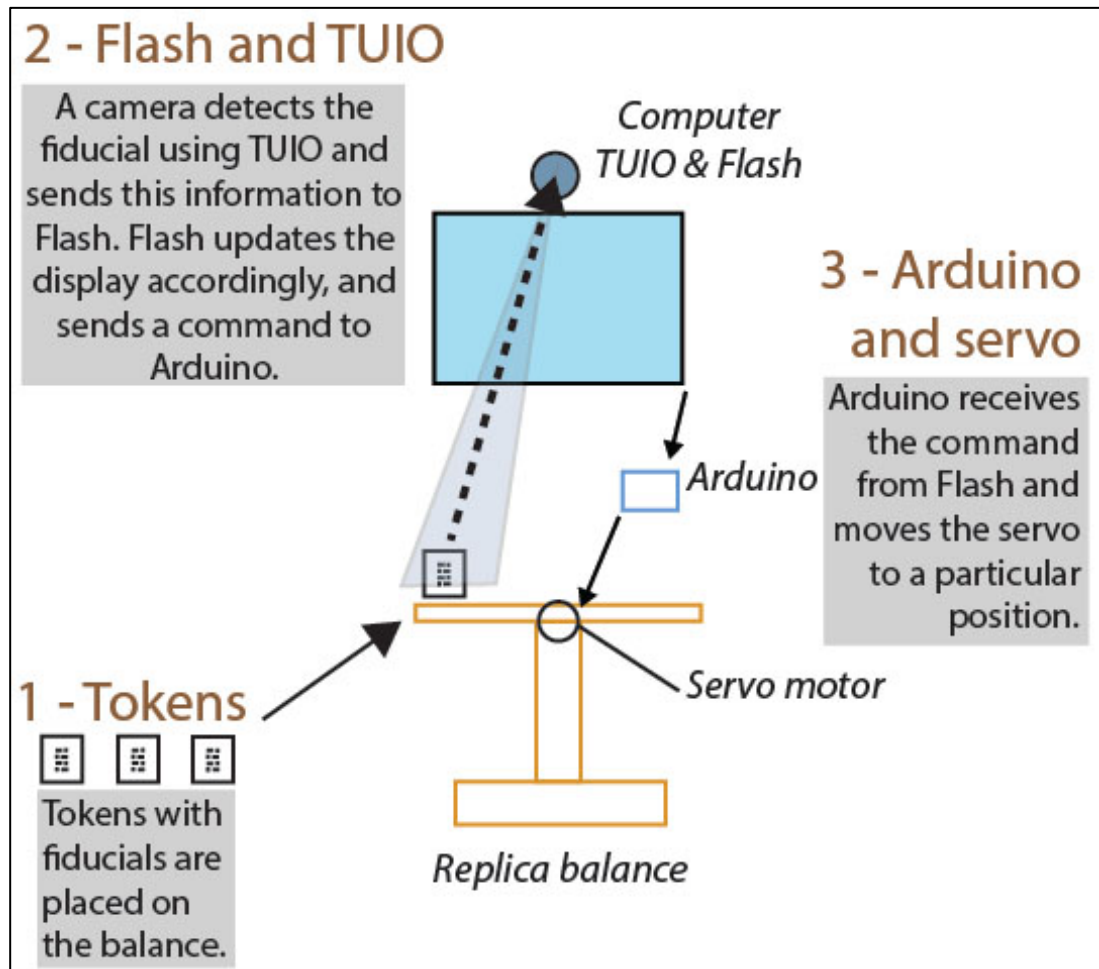 2 - Flash and TUIO
A camera detects the
fiducial using TUIO and
sends this information to
Flash. Flash updates the
display accordingly, and
sends a command to
Arduino.
Computer
TUIO & Flash
3 - Arduino
and servo
Arduino receives
the command
from Flash and
moves the servo
to a particular
position.
Arduino
Servo motor
1 - Tokens
Tokens with
fiducials are
placed on
the balance.
Replica balance